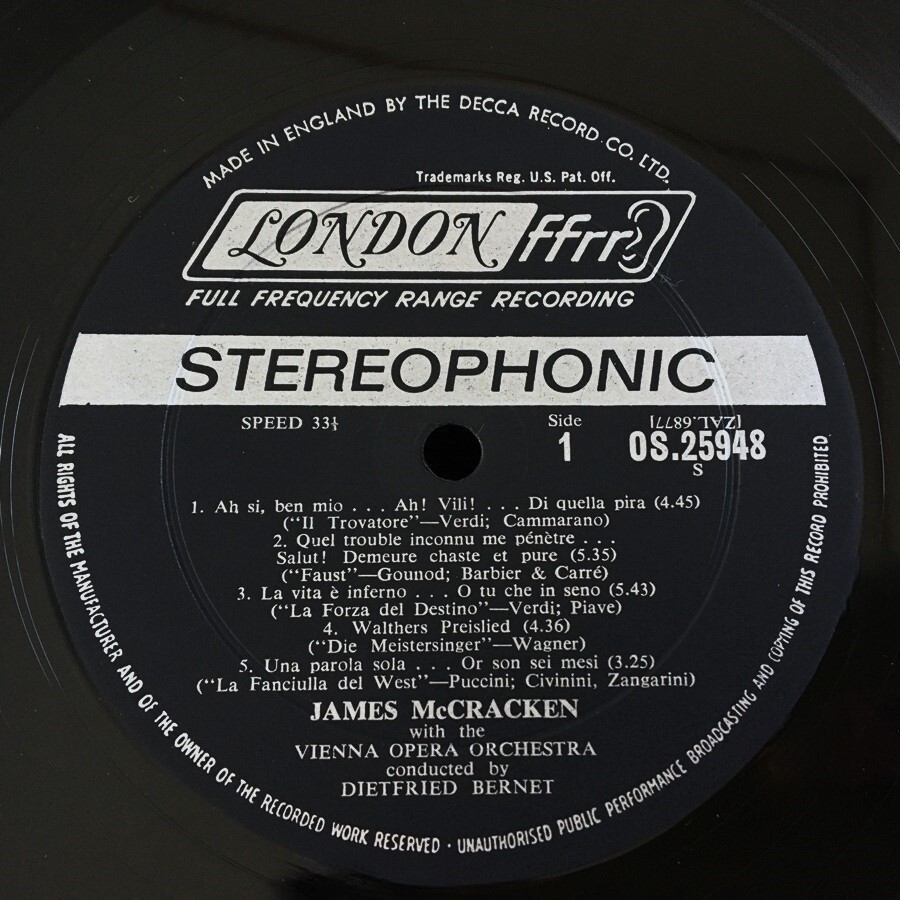 MADE IN ENGLAND BY THE DECCA RECORD CO. LTD.
Trademarks Reg. U.S. Pat. Off.
LONDON ffrr
FULL FREQUENCY RANGE RECORDING
STEREOPHONIC
SPEED 33⅓
Side
1
[ZAL.6877]
OS.25948
S
1. Ah si, ben mio . . . Ah! Vili! . . . Di quella pira (4.45)
("Il Trovatore"—Verdi; Cammarano)
2. Quel trouble inconnu me pénètre . . .
Salut! Demeure chaste et pure (5.35)
("Faust"—Gounod; Barbier & Carré)
3. La vita è inferno . . . O tu che in seno (5.43)
("La Forza del Destino"—Verdi; Piave)
4. Walthers Preislied (4.36)
("Die Meistersinger"—Wagner)
5. Una parola sola . . . Or son sei mesi (3.25)
("La Fanciulla del West"—Puccini; Civinini, Zangarini)
JAMES McCRACKEN
with the
VIENNA OPERA ORCHESTRA
conducted by
DIETFRIED BERNET
ALL RIGHTS OF THE MANUFACTURER AND OF THE OWNER OF THE RECORDED WORK RESERVED · UNAUTHORISED PUBLIC PERFORMANCE BROADCASTING AND COPYING OF THIS RECORD PROHIBITED